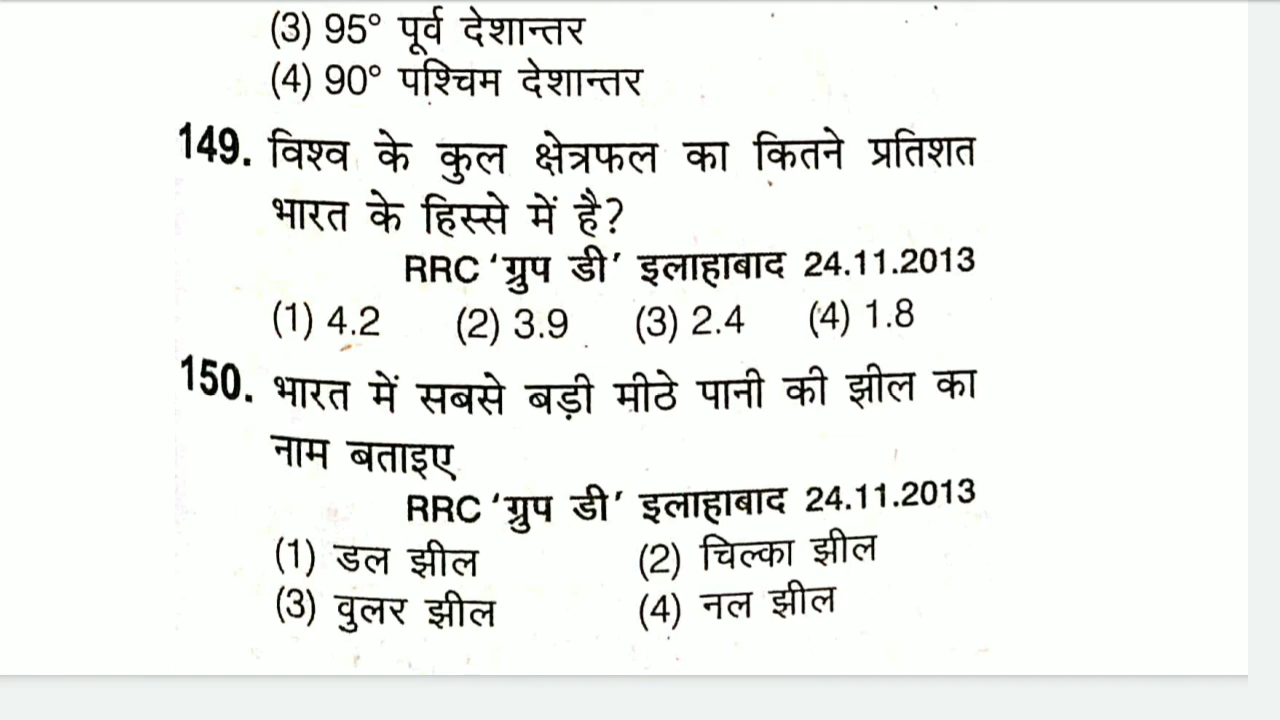 (3) 95° पूर्व देशान्तर
(4) 90° पश्चिम देशान्तर
149. विश्व के कुल क्षेत्रफल का कितने प्रतिशत
भारत के हिस्से में है?
RRC 'ग्रुप डी' इलाहाबाद 24.11.2013
(1) 4.2 (2) 3.9 (3) 2.4 (4) 1.8
150. भारत में सबसे बड़ी मीठे पानी की झील का
नाम बताइए
RRC 'ग्रुप डी' इलाहाबाद 24.11.2013
(1) डल झील (2) चिल्का झील
(3) वुलर झील (4) नल झील